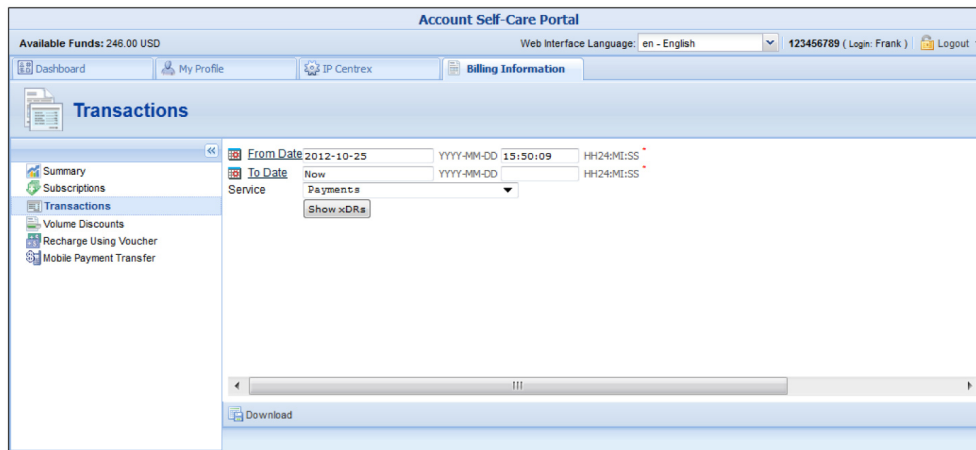 Account Self-Care Portal
Available Funds: 246.00 USD Web Interface Language: en - English 123456789 ( Login: Frank ) Logout
Dashboard My Profile IP Centrex Billing Information
Transactions
Summary
Subscriptions
Transactions
Volume Discounts
Recharge Using Voucher
Mobile Payment Transfer
From Date 2012-10-25 YYYY-MM-DD 15:50:09 HH24:MI:SS *
To Date Now YYYY-MM-DD HH24:MI:SS *
Service Payments
Show xDRs
Download